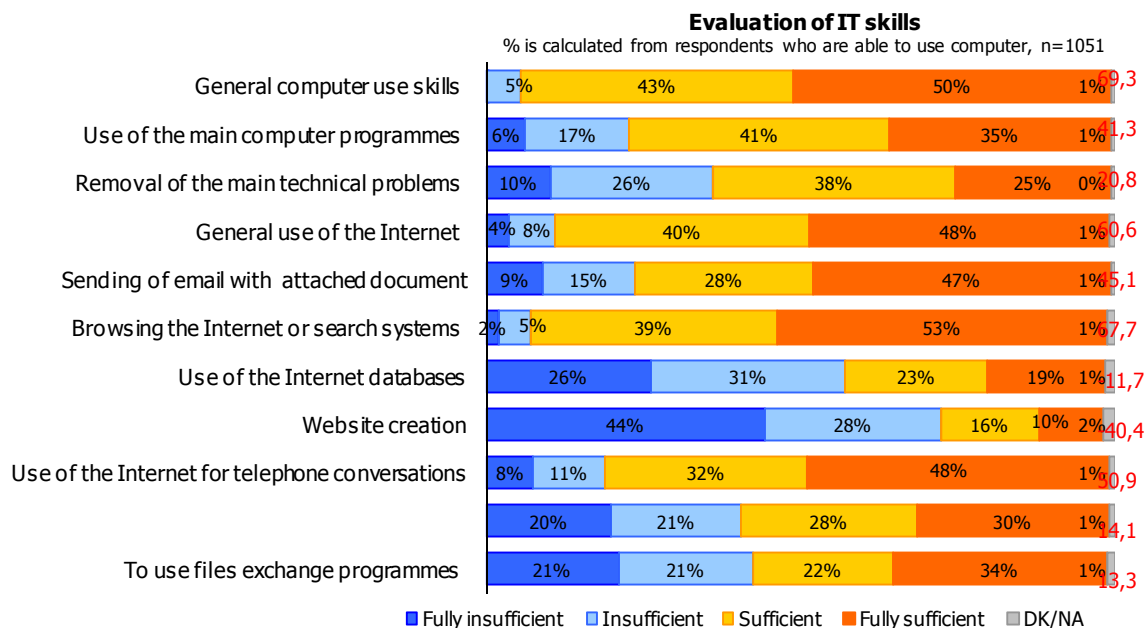 Evaluation of IT skills
% is calculated from respondents who are able to use computer, n=1051
General computer use skills 5% 43% 50% 1% 69,3
Use of the main computer programmes 6% 17% 41% 35% 1% 41,3
Removal of the main technical problems 10% 26% 38% 25% 0% 20,8
General use of the Internet 4% 8% 40% 48% 1% 60,6
Sending of email with attached document 9% 15% 28% 47% 1% 45,1
Browsing the Internet or search systems 2% 5% 39% 53% 1% 67,7
Use of the Internet databases 26% 31% 23% 19% 1% -11,7
Website creation 44% 28% 16% 10% 2% -40,4
Use of the Internet for telephone conversations 8% 11% 32% 48% 1% 50,9
20% 21% 28% 30% 1% 14,1
To use files exchange programmes 21% 21% 22% 34% 1% 13,3
Fully insufficient Insufficient Sufficient Fully sufficient DK/NA